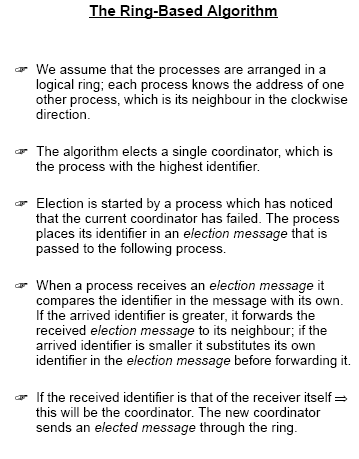 The Ring-Based Algorithm
☞ We assume that the processes are arranged in a
logical ring; each process knows the address of one
other process, which is its neighbour in the clockwise
direction.
☞ The algorithm elects a single coordinator, which is
the process with the highest identifier.
☞ Election is started by a process which has noticed
that the current coordinator has failed. The process
places its identifier in an election message that is
passed to the following process.
☞ When a process receives an election message it
compares the identifier in the message with its own.
If the arrived identifier is greater, it forwards the
received election message to its neighbour; if the
arrived identifier is smaller it substitutes its own
identifier in the election message before forwarding it.
☞ If the received identifier is that of the receiver itself ⇒
this will be the coordinator. The new coordinator
sends an elected message through the ring.